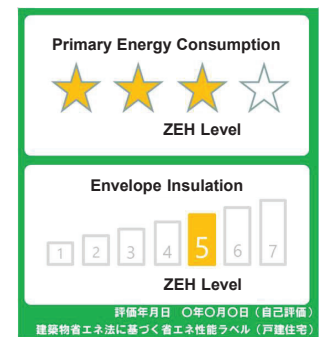 Primary Energy Consumption
ZEH Level
Envelope Insulation
1 2 3 4 5 6 7
ZEH Level
評価年月日 〇年〇月〇日（自己評価）
建築物省エネ法に基づく省エネ性能ラベル（戸建住宅）